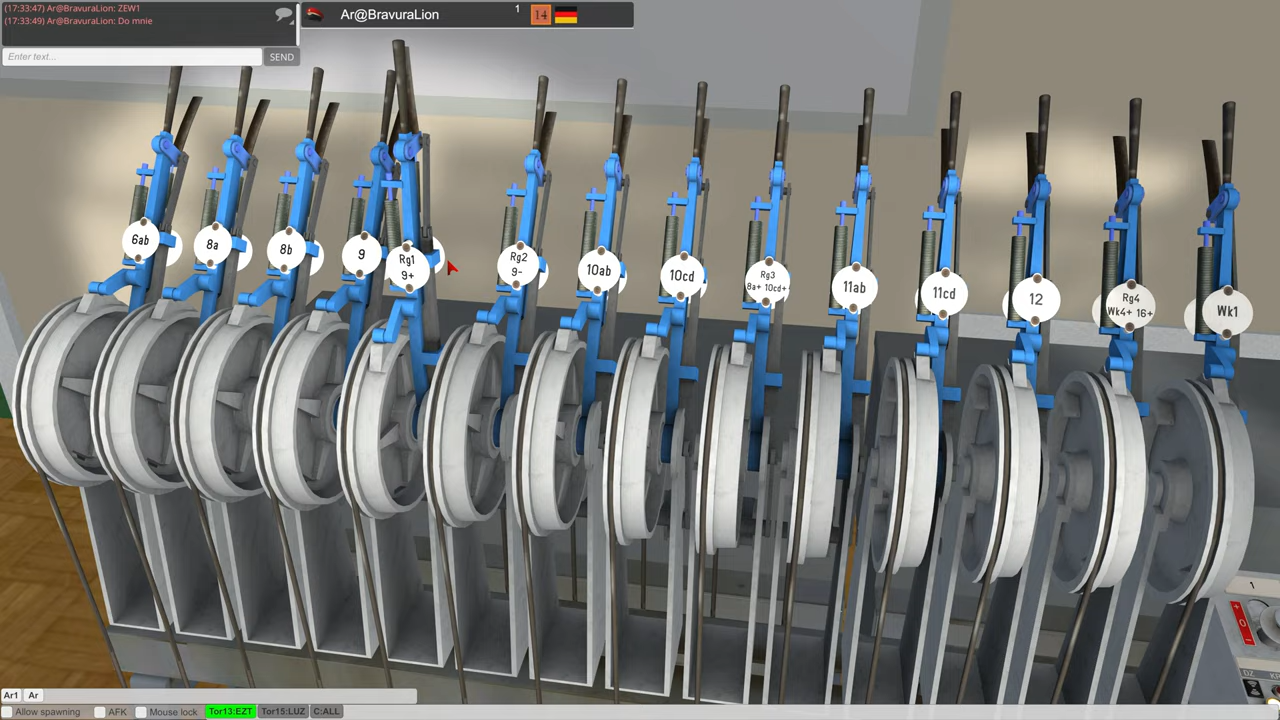 (17:33:47) Ar@BravuraLion: ZEW1
(17:33:49) Ar@BravuraLion: Do mnie
Enter text...
SEND
Ar@BravuraLion
1
14
6ab
8a
8b
9
Rg1
9+
Rg2
9-
10ab
10cd
Rg3
8a+ 10cd+
11ab
11cd
12
Rg4
Wk4+ 16+
Wk1
1
+ 0 -
Ar1
Ar
Allow spawning
AFK
Mouse lock
Tor13:EZT
Tor15:LUZ
C:ALL